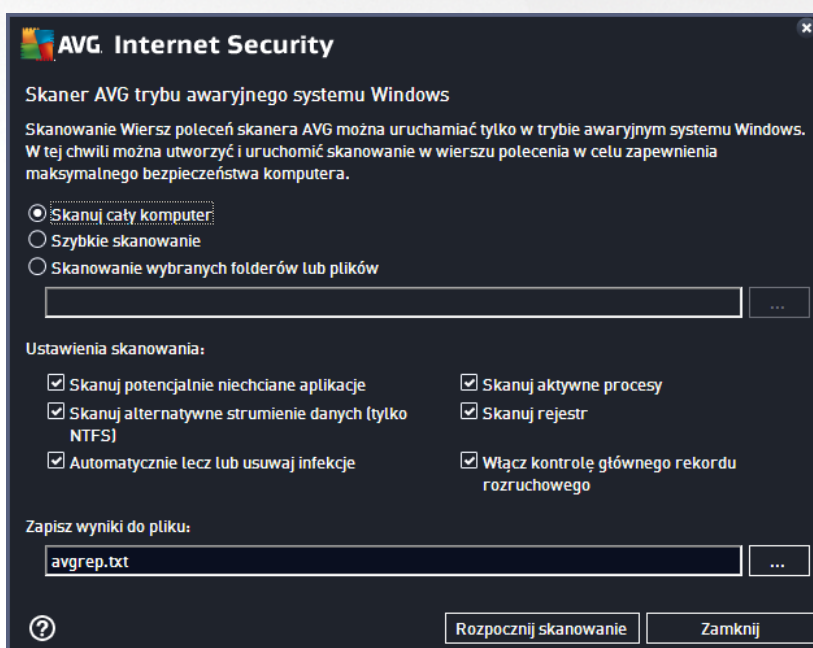 AVG. Internet Security
Skaner AVG trybu awaryjnego systemu Windows
Skanowanie Wiersz poleceń skanera AVG można uruchamiać tylko w trybie awaryjnym systemu Windows.
W tej chwili można utworzyć i uruchomić skanowanie w wierszu polecenia w celu zapewnienia
maksymalnego bezpieczeństwa komputera.
Skanuj cały komputer
Szybkie skanowanie
Skanowanie wybranych folderów lub plików
...
Ustawienia skanowania:
Skanuj potencjalnie niechciane aplikacje
Skanuj aktywne procesy
Skanuj alternatywne strumienie danych (tylko
NTFS)
Skanuj rejestr
Automatycznie lecz lub usuwaj infekcje
Włącz kontrolę głównego rekordu
rozruchowego
Zapisz wyniki do pliku:
avgrep.txt
...
?
Rozpocznij skanowanie
Zamknij